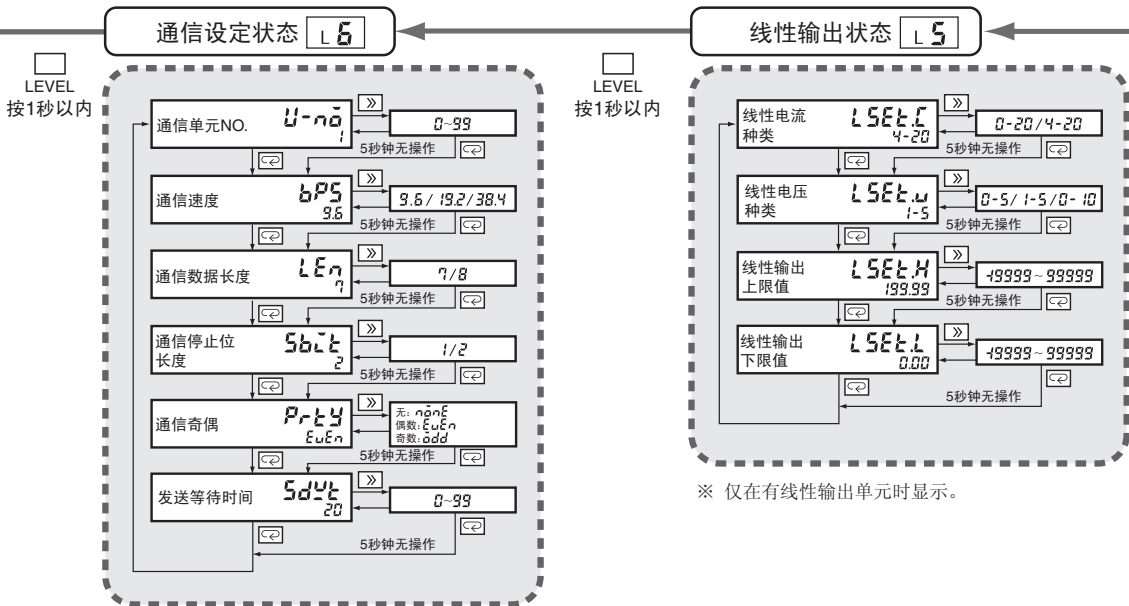 通信设定状态 L 6
LEVEL
按1秒以内
通信单元NO. U-no 1
0~99
5秒钟无操作
通信速度 bPS 9.6
9.6/19.2/38.4
5秒钟无操作
通信数据长度 LEn 7
7/8
5秒钟无操作
通信停止位
长度 Sbit 2
1/2
5秒钟无操作
通信奇偶 PrtY EvEn
无: nonE
偶数: EvEn
奇数: odd
5秒钟无操作
发送等待时间 SdWt 20
0~99
5秒钟无操作
线性输出状态 L 5
LEVEL
按1秒以内
线性电流
种类 LSEt.C 4-20
0-20/4-20
5秒钟无操作
线性电压
种类 LSEt.v 1-5
0-5/1-5/0-10
5秒钟无操作
线性输出
上限值 LSEt.H 199.99
-19999~99999
5秒钟无操作
线性输出
下限值 LSEt.L 0.00
-19999~99999
5秒钟无操作
※ 仅在有线性输出单元时显示。